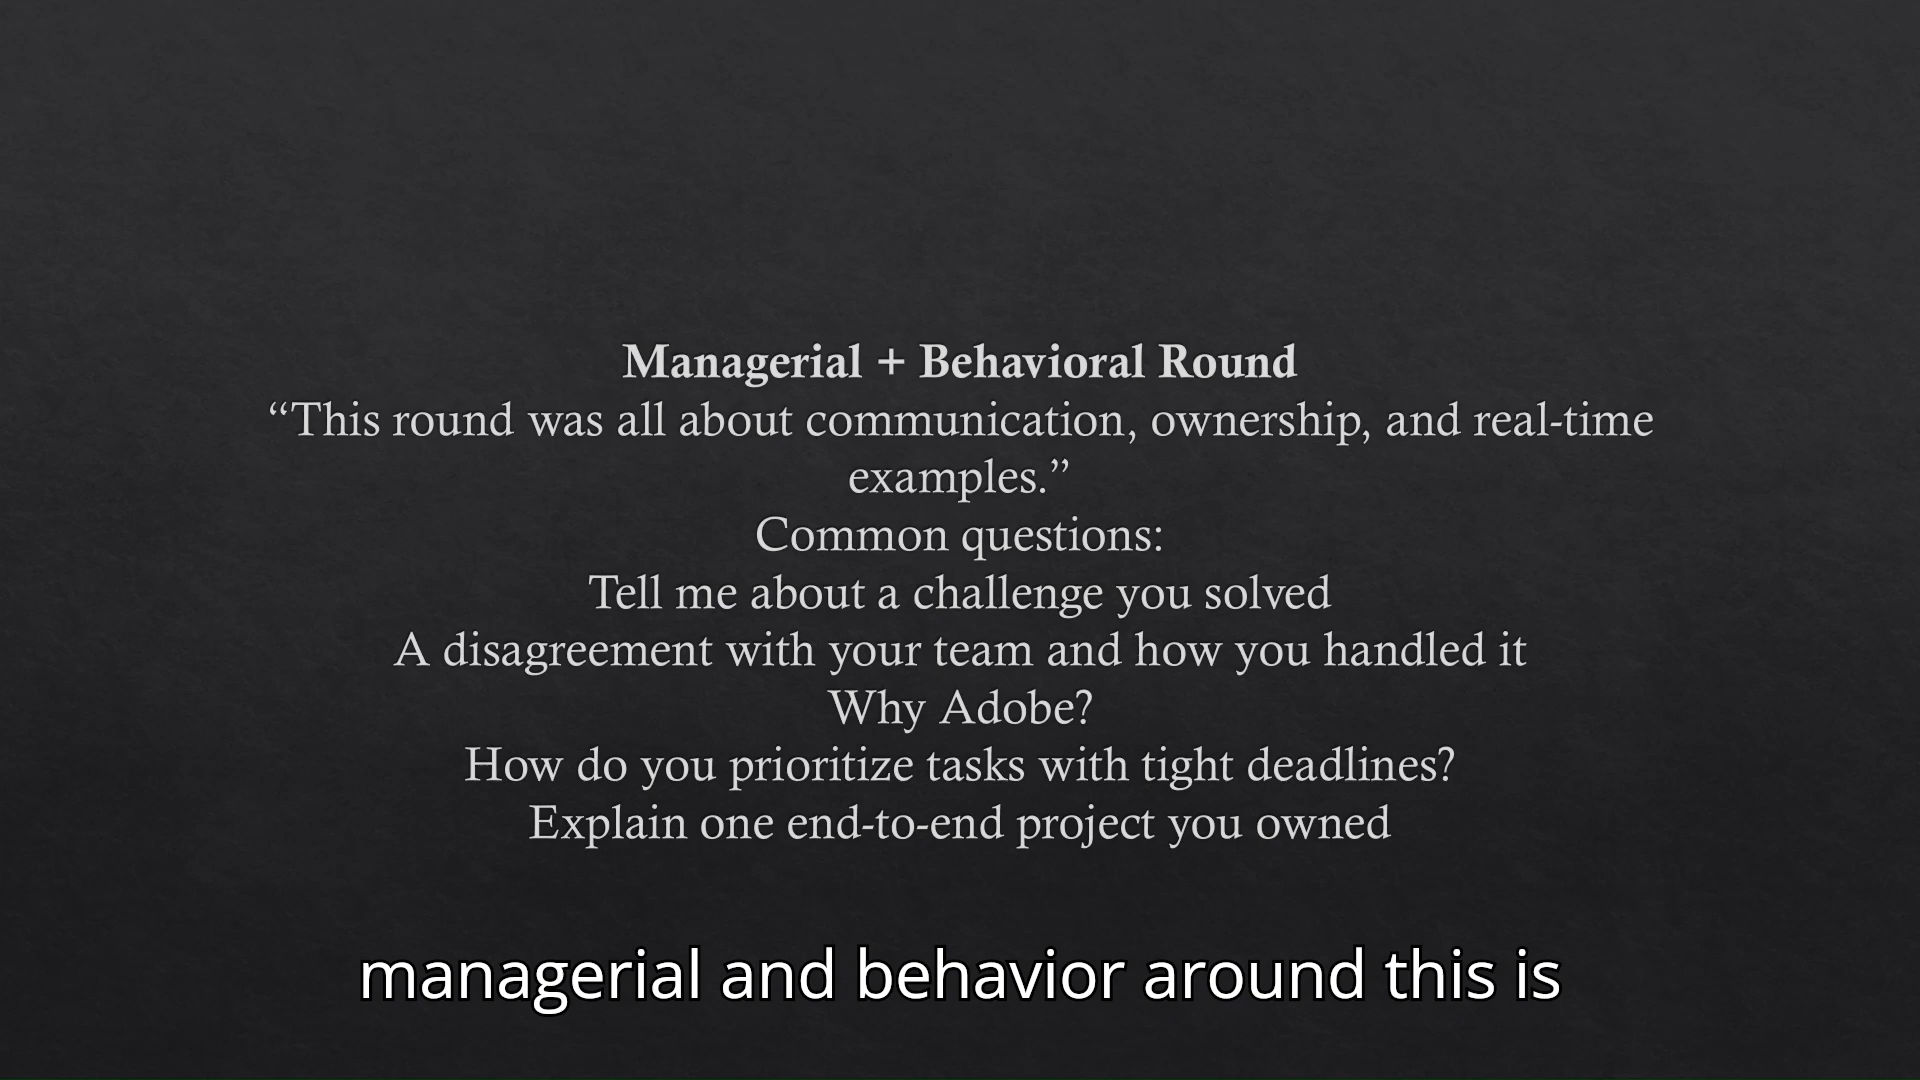 Managerial + Behavioral Round
“This round was all about communication, ownership, and real-time
examples.”
Common questions:
Tell me about a challenge you solved
A disagreement with your team and how you handled it
Why Adobe?
How do you prioritize tasks with tight deadlines?
Explain one end-to-end project you owned
managerial and behavior around this is